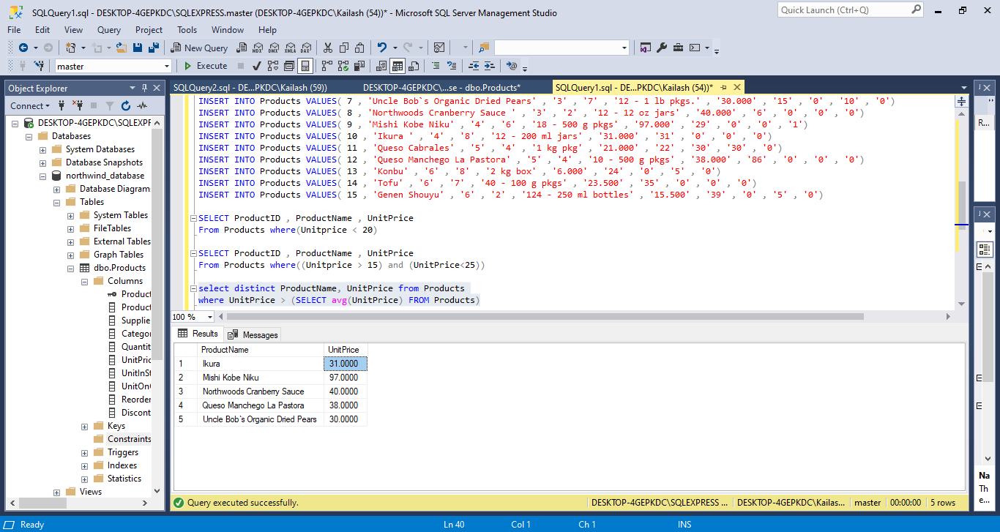 SQLQuery1.sql - DESKTOP-4GEPKDC\SQLEXPRESS.master (DESKTOP-4GEPKDC\Kailash (54))* - Microsoft SQL Server Management Studio
Quick Launch (Ctrl+Q)
File Edit View Query Project Tools Window Help
New Query MDX DMX XMLA DAX
master Execute
Object Explorer
SQLQuery2.sql - DE...PKDC\Kailash (59)) DESKTOP-4GEPKDC\...se - dbo.Products* SQLQuery1.sql - DE...PKDC\Kailash (54))*
Connect
DESKTOP-4GEPKDC\SQLEXPF
Databases
System Databases
Database Snapshots
northwind_database
Database Diagram
Tables
System Tables
FileTables
External Tables
Graph Tables
dbo.Products
Columns
Product
Product
Supplie
Catego
Quantit
UnitPric
UnitInSt
UnitOn
Reorder
Discont
Keys
Constraints
Triggers
Indexes
Statistics
Views
INSERT INTO Products VALUES( 7 , 'Uncle Bob`s Organic Dried Pears' , '3' , '7' , '12 - 1 lb pkgs.' , '30.000' , '15' , '0' , '10' , '0')
INSERT INTO Products VALUES( 8 , 'Northwoods Cranberry Sauce ' , '3' , '2' , '12 - 12 oz jars' , '40.000' , '6' , '0' , '0' , '0')
INSERT INTO Products VALUES( 9 , 'Mishi Kobe Niku' , '4' , '6' , '18 - 500 g pkgs' , '97.000' , '29' , '0' , '0' , '1')
INSERT INTO Products VALUES( 10 , 'Ikura ' , '4' , '8' , '12 - 200 ml jars' , '31.000' , '31' , '0' , '0' , '0')
INSERT INTO Products VALUES( 11 , 'Queso Cabrales' , '5' , '4' , '1 kg pkg' , '21.000' , '22' , '30' , '30' , '0')
INSERT INTO Products VALUES( 12 , 'Queso Manchego La Pastora' , '5' , '4' , '10 - 500 g pkgs' , '38.000' , '86' , '0' , '0' , '0')
INSERT INTO Products VALUES( 13 , 'Konbu' , '6' , '8' , '2 kg box' , '6.000' , '24' , '0' , '5' , '0')
INSERT INTO Products VALUES( 14 , 'Tofu' , '6' , '7' , '40 - 100 g pkgs' , '23.500' , '35' , '0' , '0' , '0')
INSERT INTO Products VALUES( 15 , 'Genen Shouyu' , '6' , '2' , '124 - 250 ml bottles' , '15.500' , '39' , '0' , '5' , '0')
SELECT ProductID , ProductName , UnitPrice
From Products where(Unitprice < 20)
SELECT ProductID , ProductName , UnitPrice
From Products where((Unitprice > 15) and (UnitPrice<25))
select distinct ProductName, UnitPrice from Products
where UnitPrice > (SELECT avg(UnitPrice) FROM Products)
100 %
Results Messages
ProductName UnitPrice
1 Ikura 31.0000
2 Mishi Kobe Niku 97.0000
3 Northwoods Cranberry Sauce 40.0000
4 Queso Manchego La Pastora 38.0000
5 Uncle Bob`s Organic Dried Pears 30.0000
Query executed successfully. DESKTOP-4GEPKDC\SQLEXPRESS ... DESKTOP-4GEPKDC\Kailas... master 00:00:00 5 rows
R...
Na
Th
e...
Ready Ln 40 Col 1 Ch 1 INS